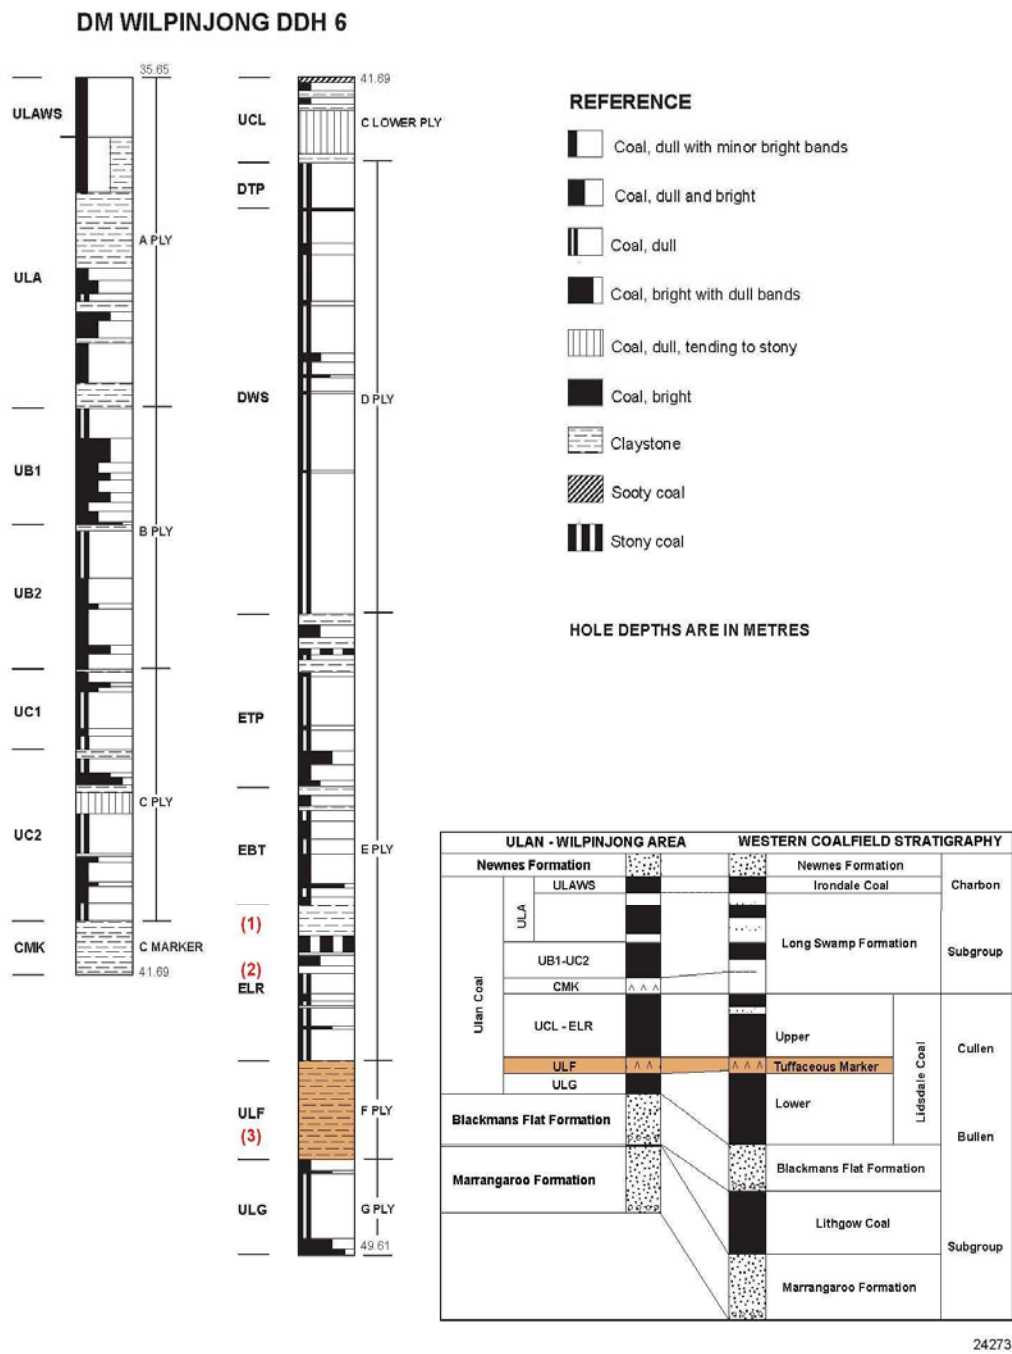 DM WILPINJONG DDH 6
35.65
ULAWS
A PLY
ULA
UB1
B PLY
UB2
UC1
C PLY
UC2
CMK
C MARKER
41.69
41.69
UCL
C LOWER PLY
DTP
DWS
D PLY
ETP
EBT
E PLY
(1)
(2)
ELR
ULF
(3)
F PLY
ULG
G PLY
49.61
REFERENCE
Coal, dull with minor bright bands
Coal, dull and bright
Coal, dull
Coal, bright with dull bands
Coal, dull, tending to stony
Coal, bright
Claystone
Sooty coal
Stony coal
HOLE DEPTHS ARE IN METRES
ULAN - WILPINJONG AREA
WESTERN COALFIELD STRATIGRAPHY
Newnes Formation
Newnes Formation
ULAWS
Irondale Coal
Charbon
ULA
Long Swamp Formation
Subgroup
UB1-UC2
CMK
Ulan Coal
UCL - ELR
Upper
Cullen
ULF
Tuffaceous Marker
Lidsdale Coal
ULG
Lower
Blackmans Flat Formation
Bullen
Marrangaroo Formation
Blackmans Flat Formation
Lithgow Coal
Subgroup
Marrangaroo Formation
24273